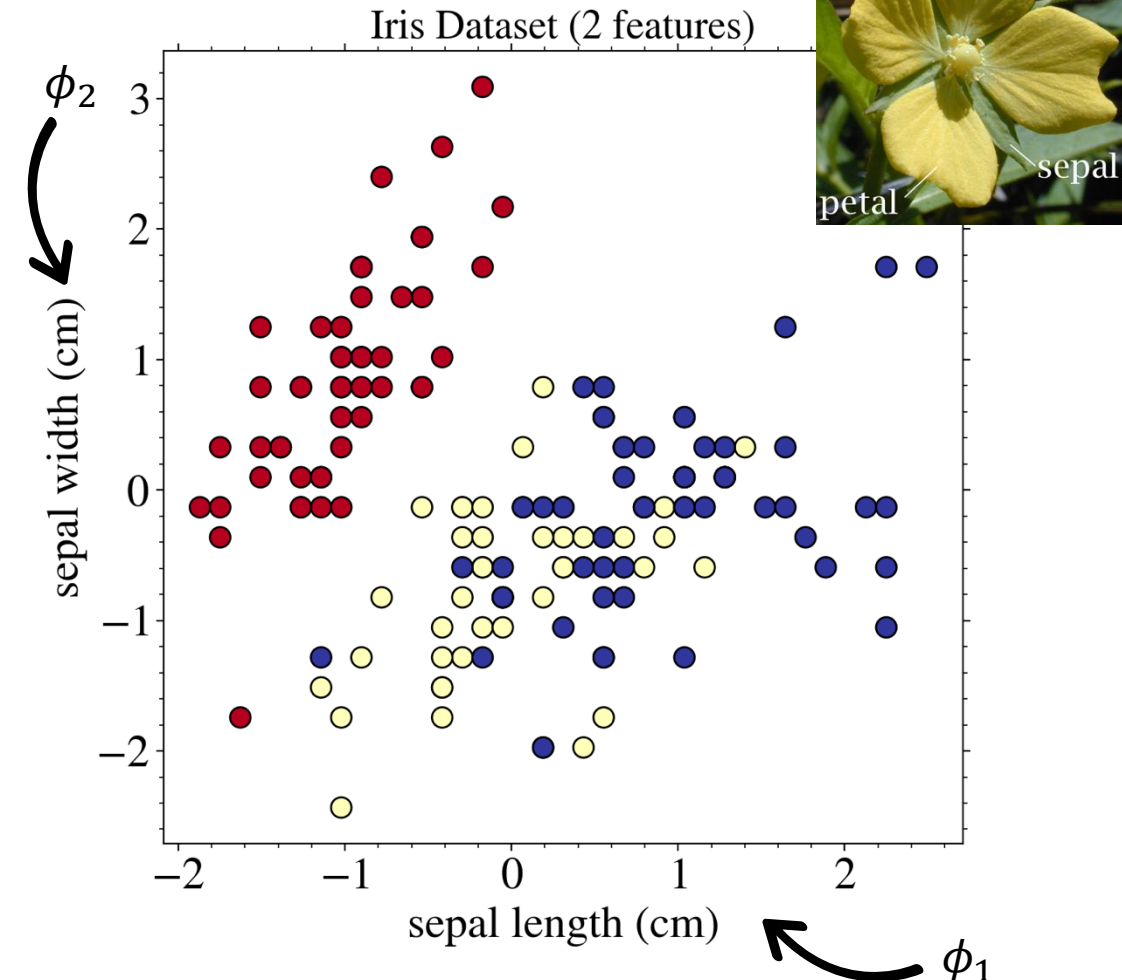 Iris Dataset (2 features)
ϕ₂
sepal
petal
3
2
1
0
−1
−2
sepal width (cm)
−2 −1 0 1 2
sepal length (cm)
ϕ₁